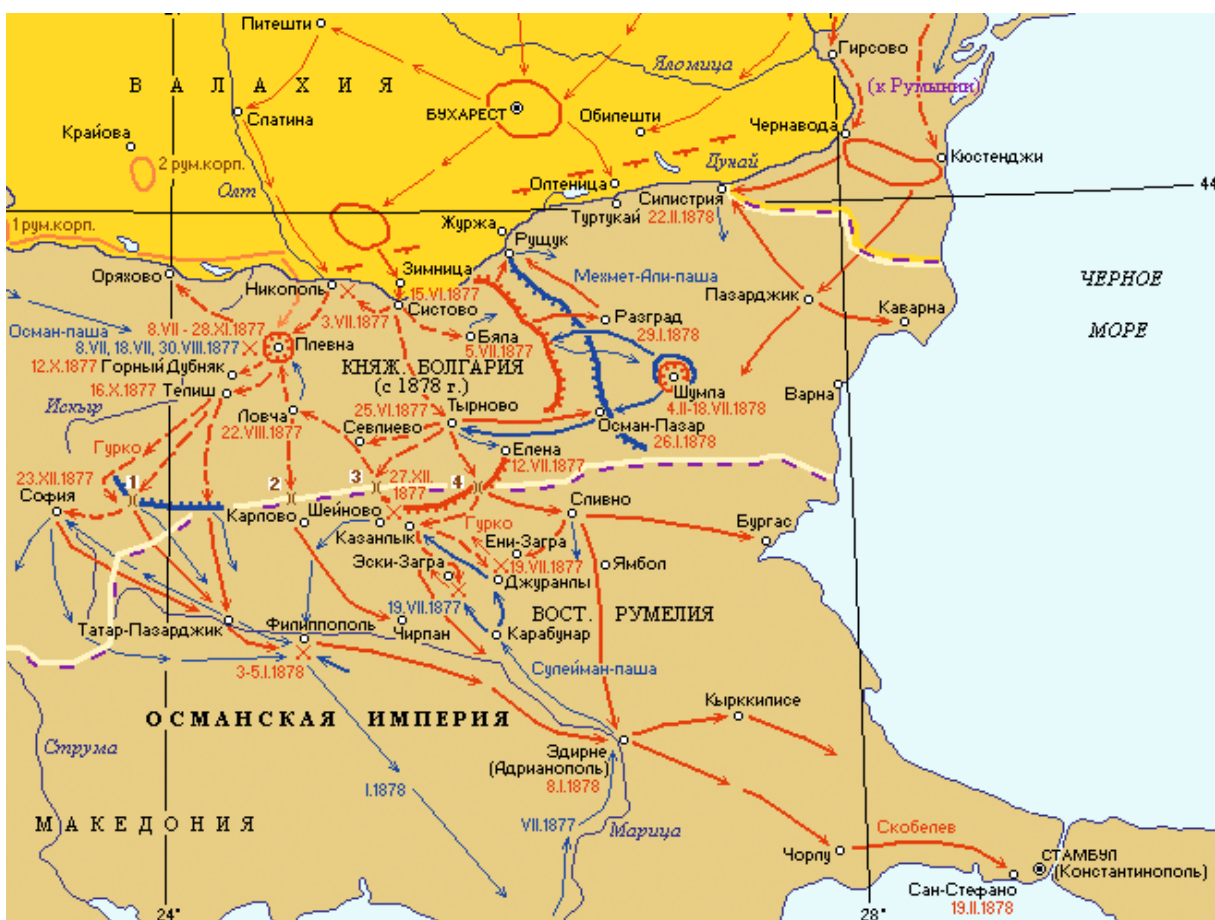 Питешти
Гирсово
Яломица
ВАЛАХИЯ
(к Румынии)
Слатина
БУХАРЕСТ
Обилешти
Чернавода
Крайова
2 рум.корп.
Дунай
Кюстенджи
Олт
Олтеница
Силистрия
44
Туртукай
22.II.1878
1 рум.корп.
Журжа
Рущук
Зимница
Мехмет-Али-паша
ЧЕРНОЕ
МОРЕ
Оряхово
Никополь
15.VI.1877
Систово
Пазарджик
Каварна
3.VII.1877
Разград
29.I.1878
Осман-паша
8.VII - 28.XI.1877
8.VII, 18.VII, 30.VIII.1877
Плевна
Бяла
5.VII.1877
12.X.1877
Горный Дубняк
КНЯЖ. БОЛГАРИЯ
(с 1878 г.)
16.X.1877
Телиш
Шумла
4.II-18.VII.1878
Варна
Искыр
Ловча
22.VIII.1877
25.VI.1877
Тырново
Севлиево
Осман-Пазар
26.I.1878
Гурко
Елена
12.VII.1877
23.XII.1877
София
1
2
3
27.XII.
1877
4
Карлово
Шейново
Казанлык
Гурко
Сливно
Бургас
Ени-Загра
19.VII.1877
Эски-Загра
Джуранлы
Ямбол
19.VII.1877
ВОСТ. РУМЕЛИЯ
Татар-Пазарджик
Филиппополь
Чирпан
Карабунар
3-5.I.1878
Сулейман-паша
ОСМАНСКАЯ ИМПЕРИЯ
Кырккилисе
Струма
Эдирне
(Адрианополь)
8.I.1878
I.1878
МАКЕДОНИЯ
VII.1877
Марица
Скобелев
Чорлу
СТАМБУЛ
(Константинополь)
Сан-Стефано
19.II.1878
24°
28°